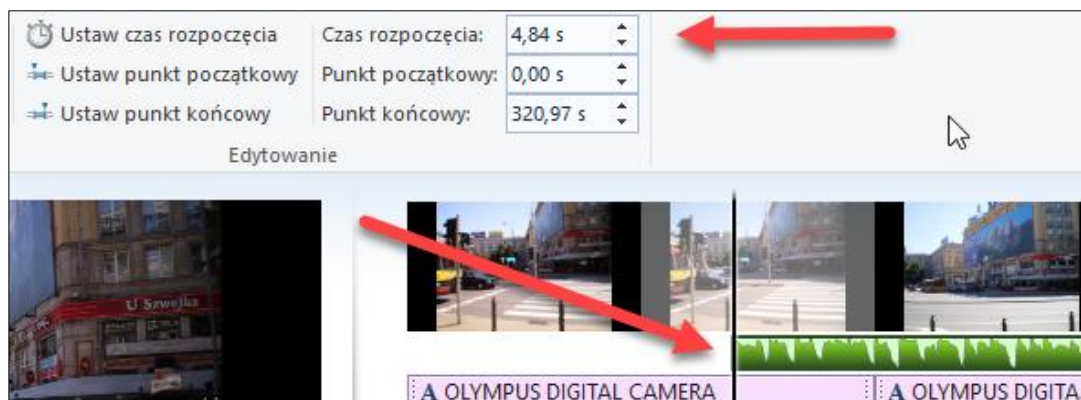 Ustaw czas rozpoczęcia Czas rozpoczęcia: 4,84 s
Ustaw punkt początkowy Punkt początkowy: 0,00 s
Ustaw punkt końcowy Punkt końcowy: 320,97 s
Edytowanie
U Szwejka
A OLYMPUS DIGITAL CAMERA A OLYMPUS DIGITA